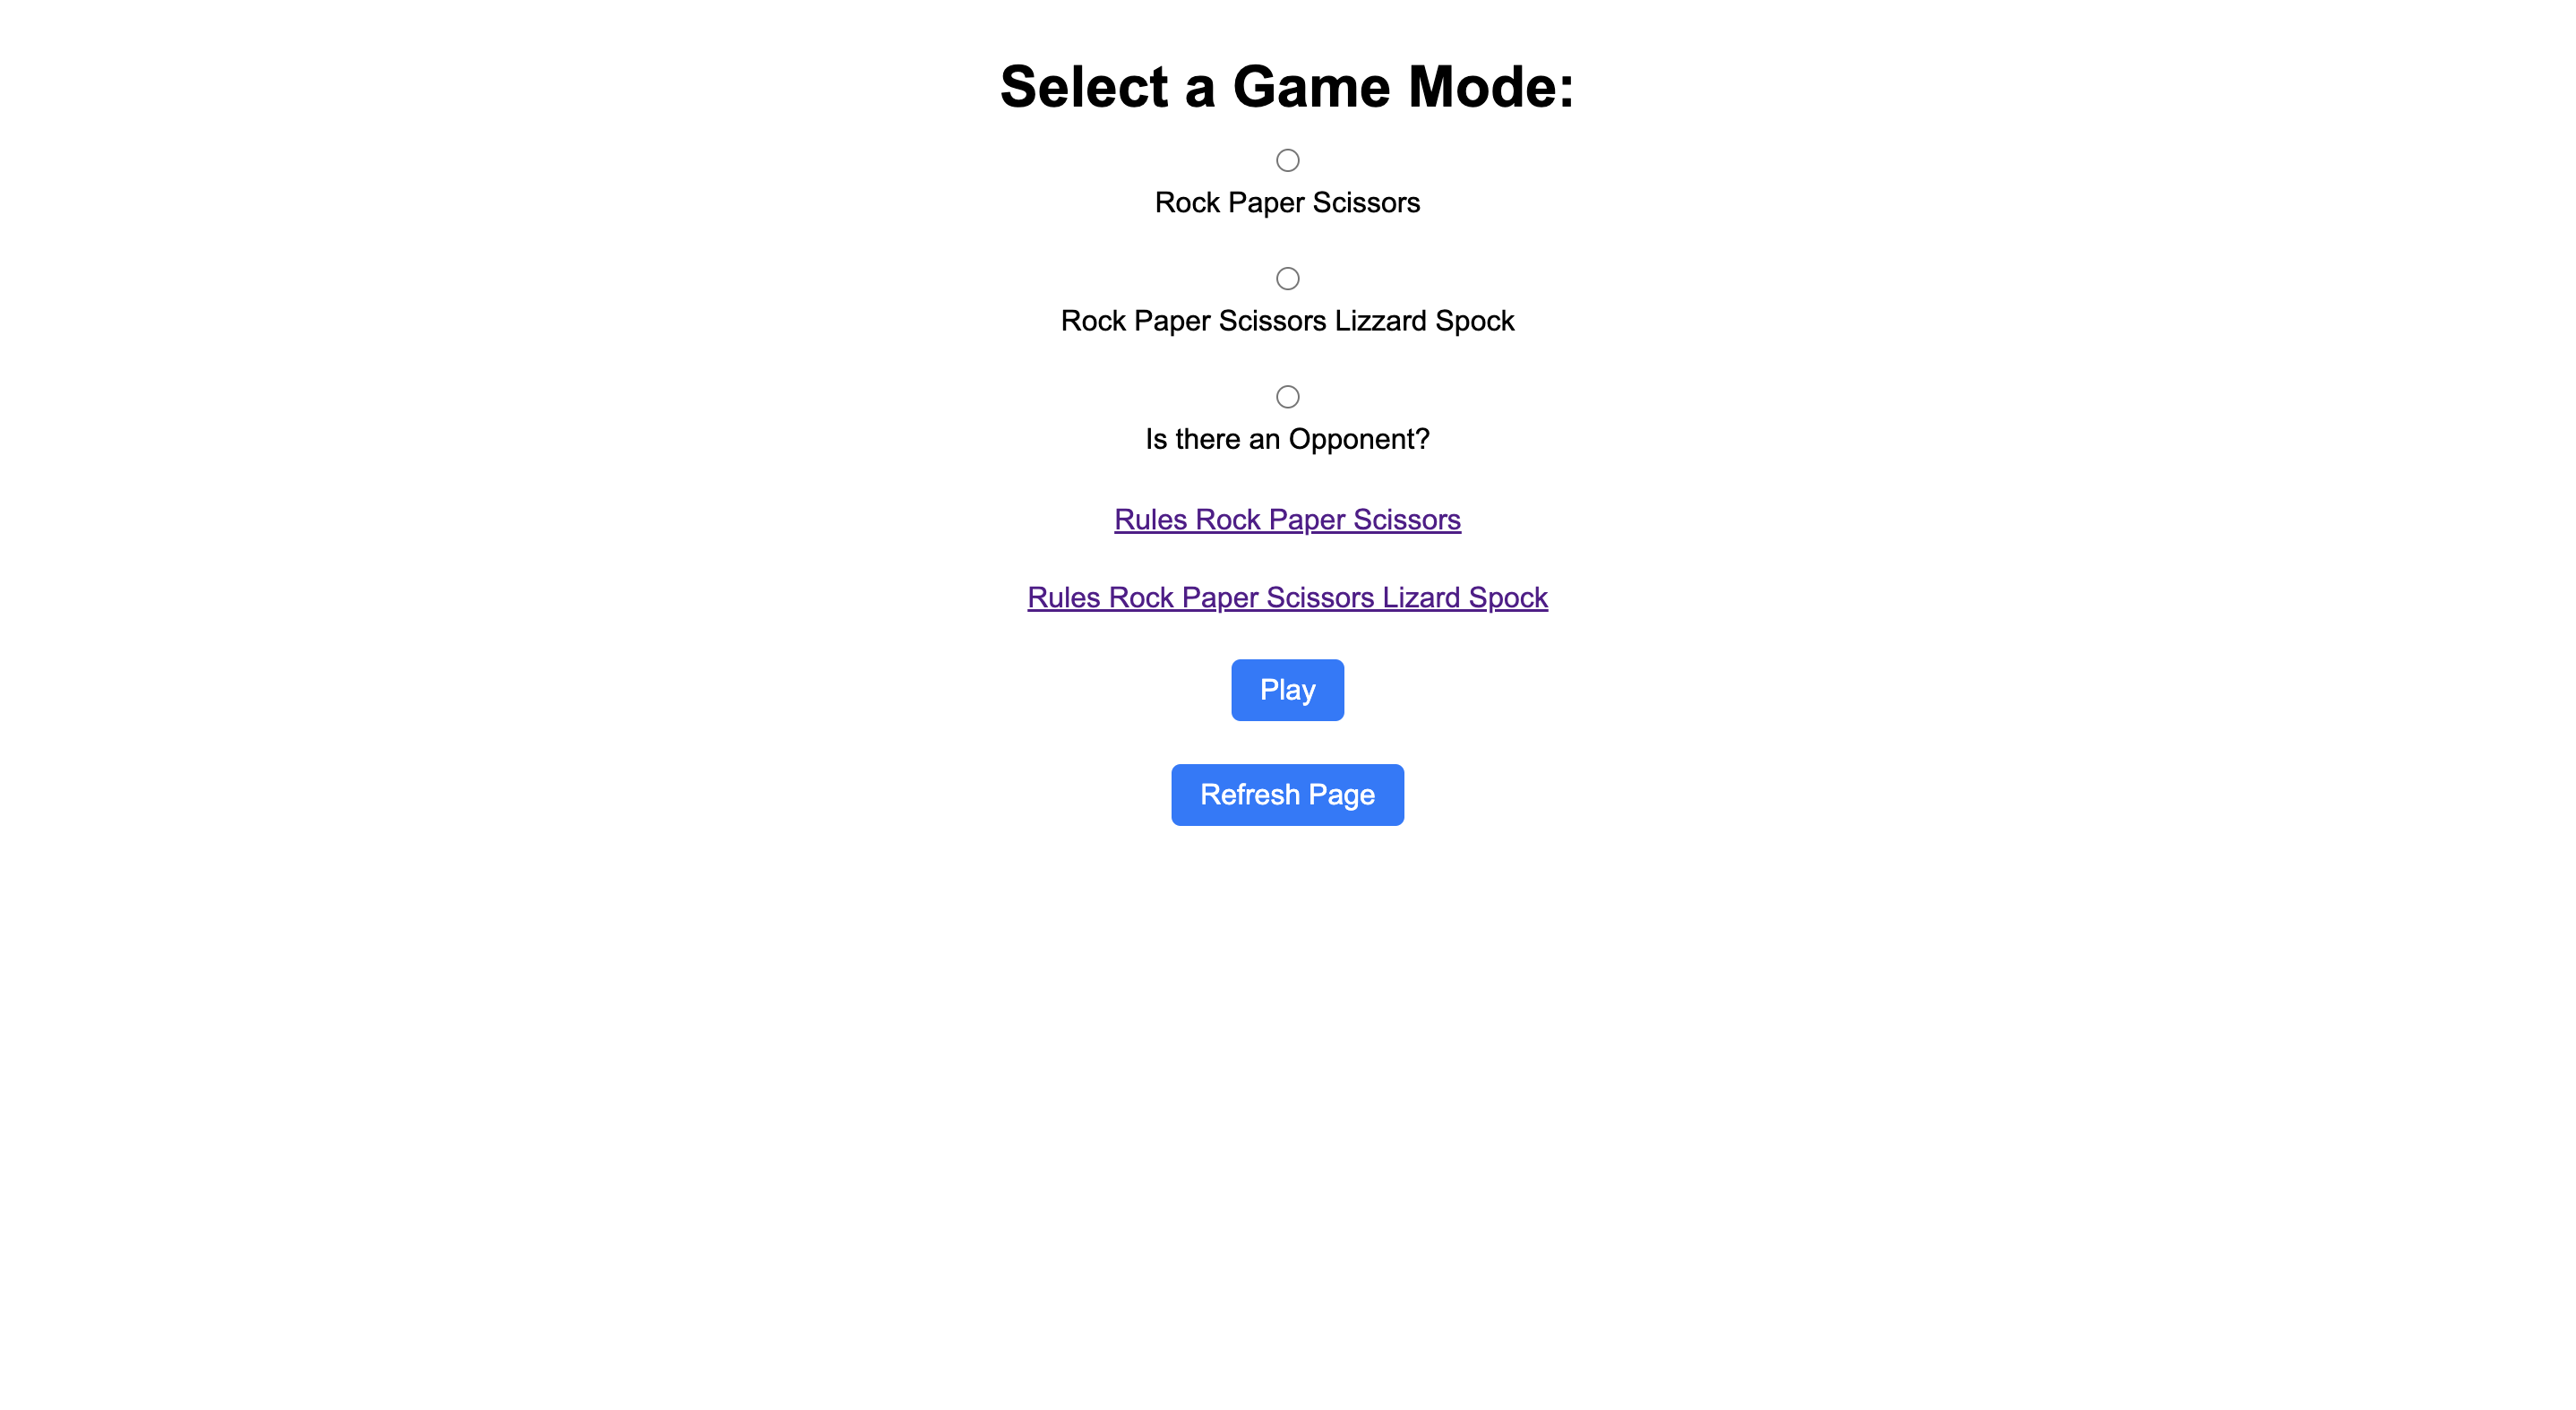 Select a Game Mode:
Rock Paper Scissors
Rock Paper Scissors Lizzard Spock
Is there an Opponent?
Rules Rock Paper Scissors
Rules Rock Paper Scissors Lizard Spock
Play
Refresh Page